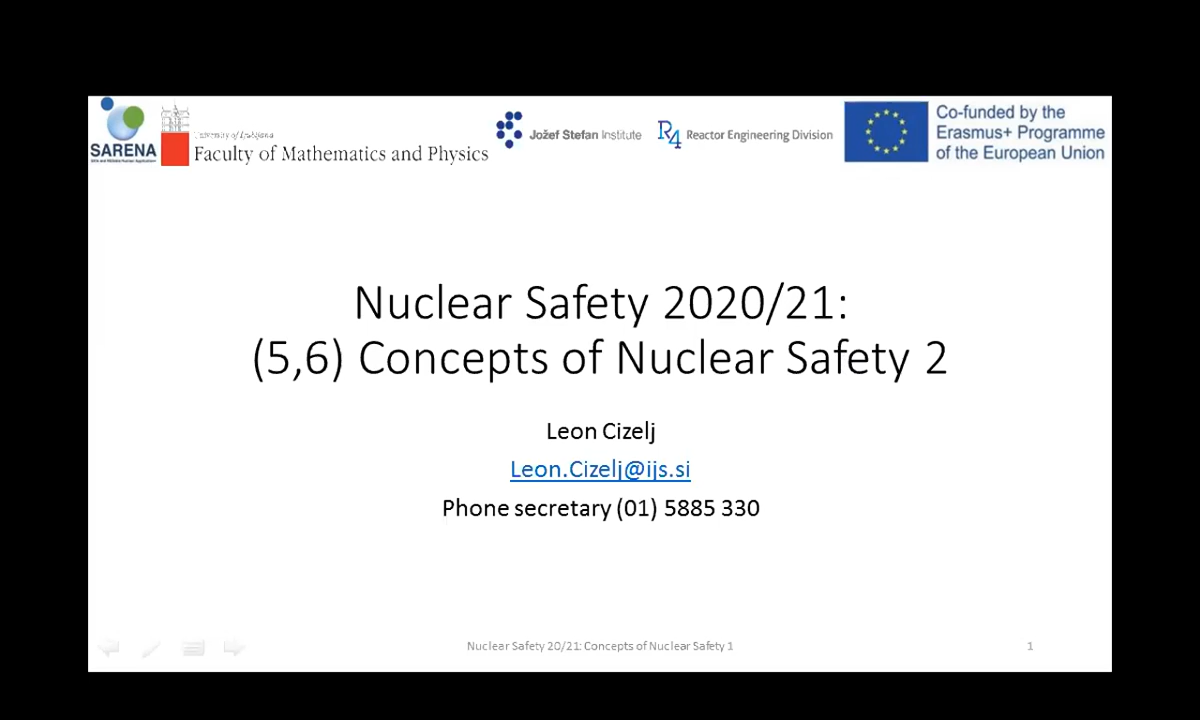 SARENA
University of Ljubljana
Faculty of Mathematics and Physics
Jožef Stefan Institute
R4 Reactor Engineering Division
Co-funded by the
Erasmus+ Programme
of the European Union
Nuclear Safety 2020/21:
(5,6) Concepts of Nuclear Safety 2
Leon Cizelj
Leon.Cizelj@ijs.si
Phone secretary (01) 5885 330
Nuclear Safety 20/21: Concepts of Nuclear Safety 1
1